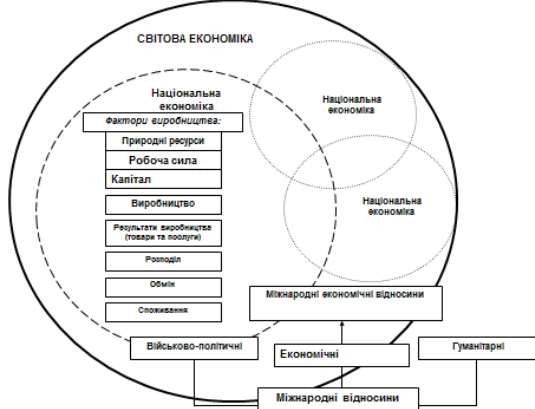 СВІТОВА ЕКОНОМІКА
Національна
економіка
Фактори виробництва:
Природні ресурси
Робоча сила
Капітал
Виробництво
Результати виробництва
(товари та послуги)
Розподіл
Обмін
Споживання
Національна
економіка
Національна
економіка
Міжнародні економічні відносини
Військово-політичні
Економічні
Гуманітарні
Міжнародні відносини